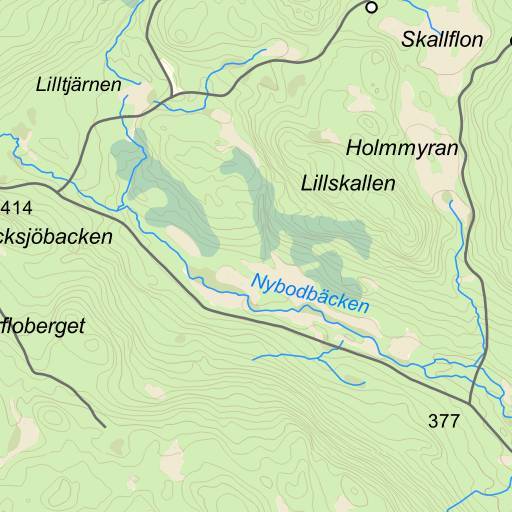 Skallflon
Lilltjärnen
Holmmyran
Lillskallen
414
cksjöbacken
Nybodbäcken
floberget
377